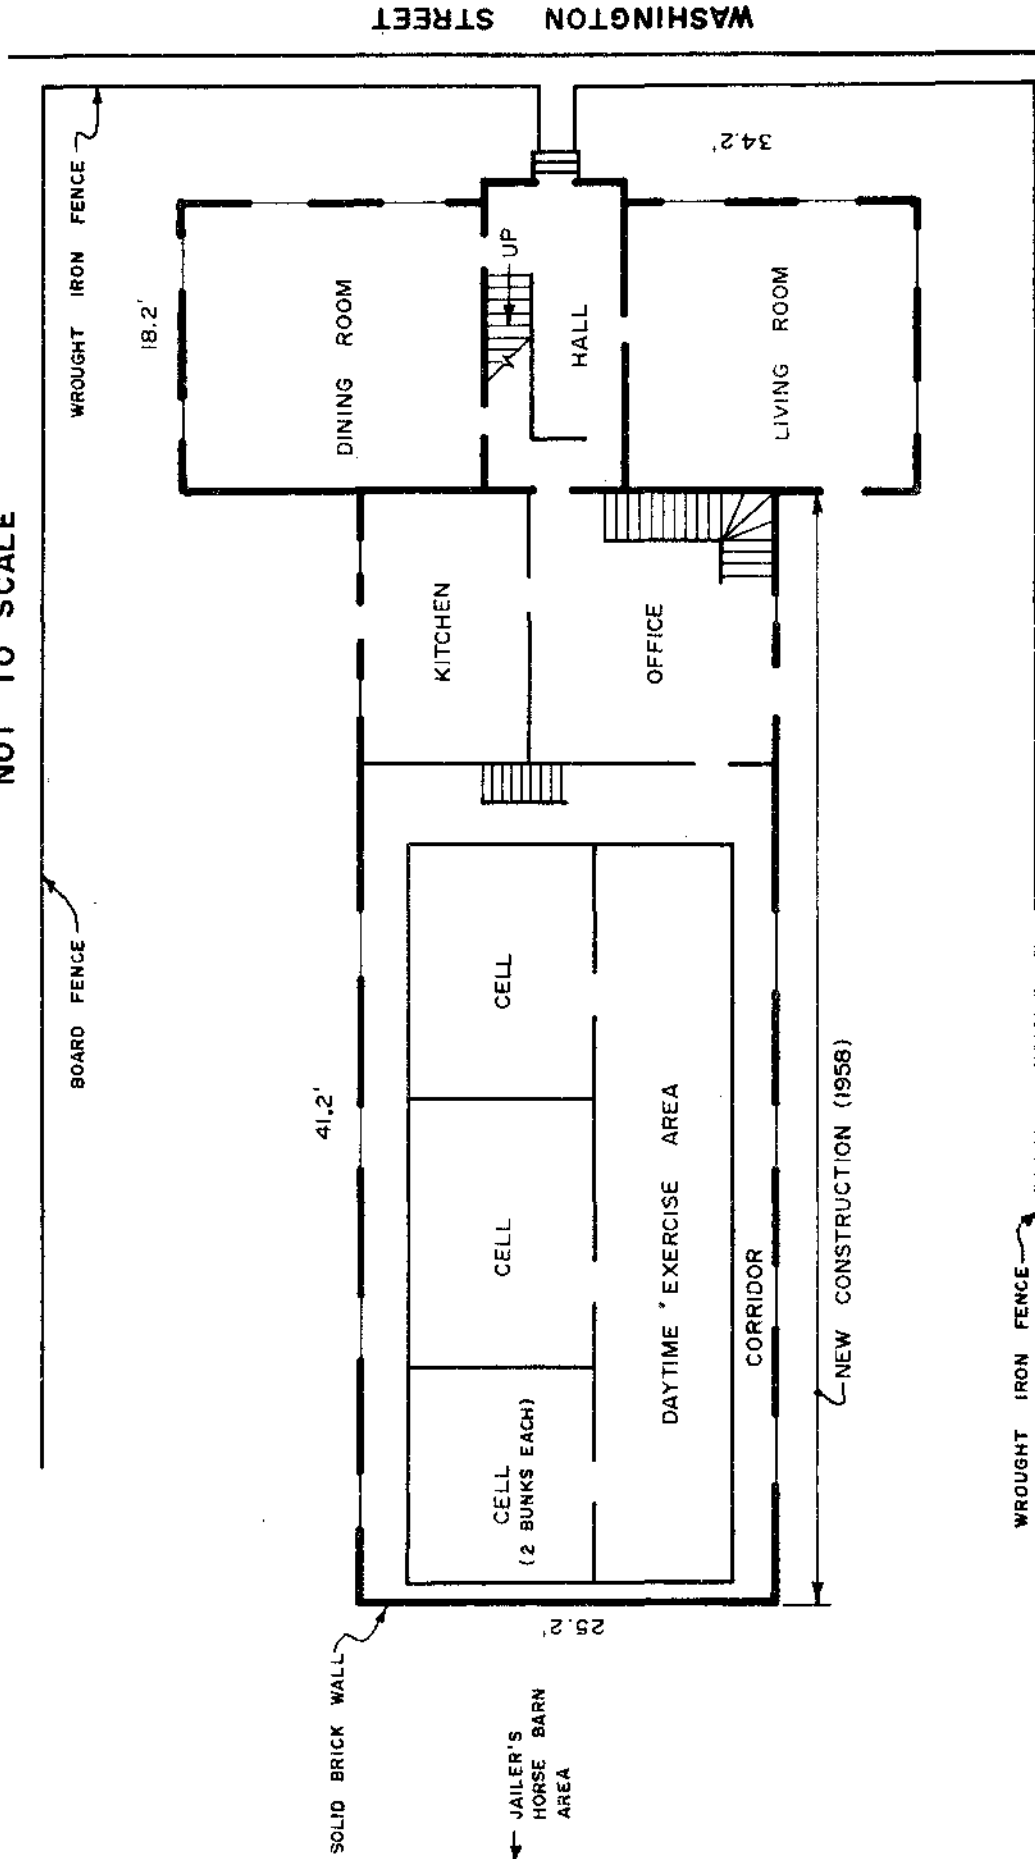 WASHINGTON STREET
NOT TO SCALE
WROUGHT IRON FENCE
18.2'
34.2'
DINING ROOM
UP
HALL
LIVING ROOM
KITCHEN
OFFICE
BOARD FENCE
41.2'
CELL
CELL
CELL
(2 BUNKS EACH)
DAYTIME EXERCISE AREA
CORRIDOR
NEW CONSTRUCTION (1958)
WROUGHT IRON FENCE
25.2'
SOLID BRICK WALL
JAILER'S
HORSE BARN
AREA